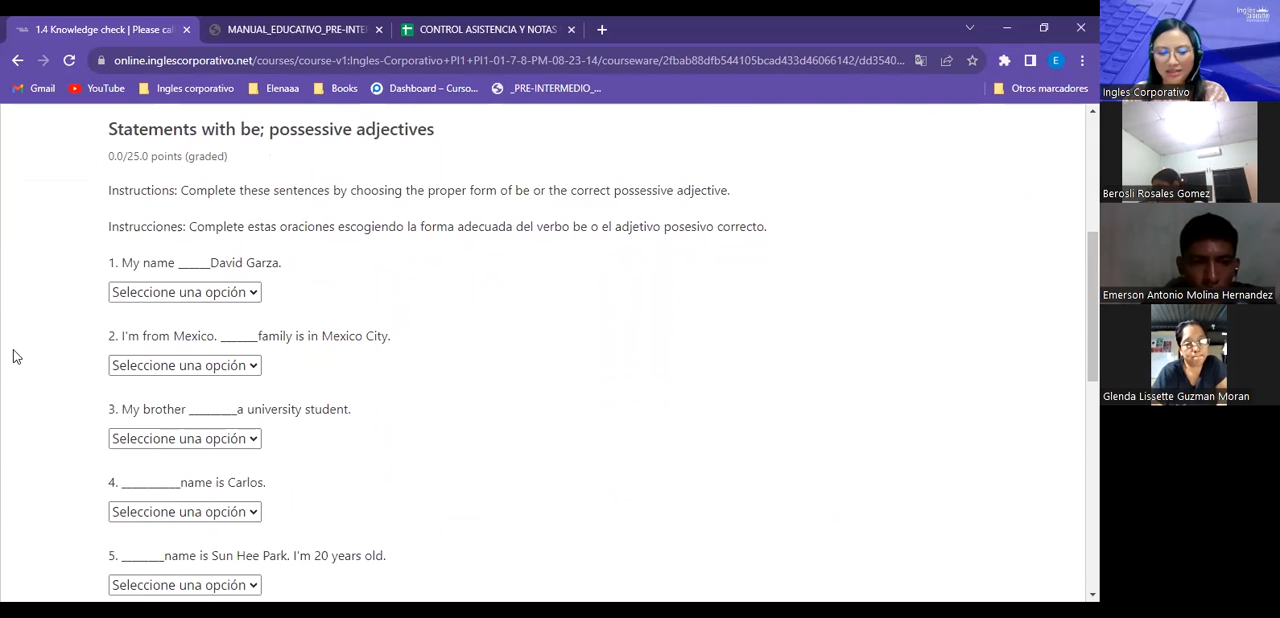 1.4 Knowledge check | Please cal
MANUAL_EDUCATIVO_PRE-INTE
CONTROL ASISTENCIA Y NOTAS
online.inglescorporativo.net/courses/course-v1:Ingles-Corporativo+PI1+PI1-01-7-8-PM-08-23-14/courseware/2fbab88dfb544105bcad433d46066142/dd3540...
E
Gmail
YouTube
Ingles corporativo
Elenaaa
Books
Dashboard – Curso...
_PRE-INTERMEDIO_...
Otros marcadores
Statements with be; possessive adjectives
0.0/25.0 points (graded)
Instructions: Complete these sentences by choosing the proper form of be or the correct possessive adjective.
Instrucciones: Complete estas oraciones escogiendo la forma adecuada del verbo be o el adjetivo posesivo correcto.
1. My name ______David Garza.
Seleccione una opción
2. I'm from Mexico. _______family is in Mexico City.
Seleccione una opción
3. My brother _________a university student.
Seleccione una opción
4. ___________name is Carlos.
Seleccione una opción
5. ________name is Sun Hee Park. I'm 20 years old.
Seleccione una opción
Ingles
Ingles Corporativo
Berosli Rosales Gomez
Emerson Antonio Molina Hernandez
Glenda Lissette Guzman Moran